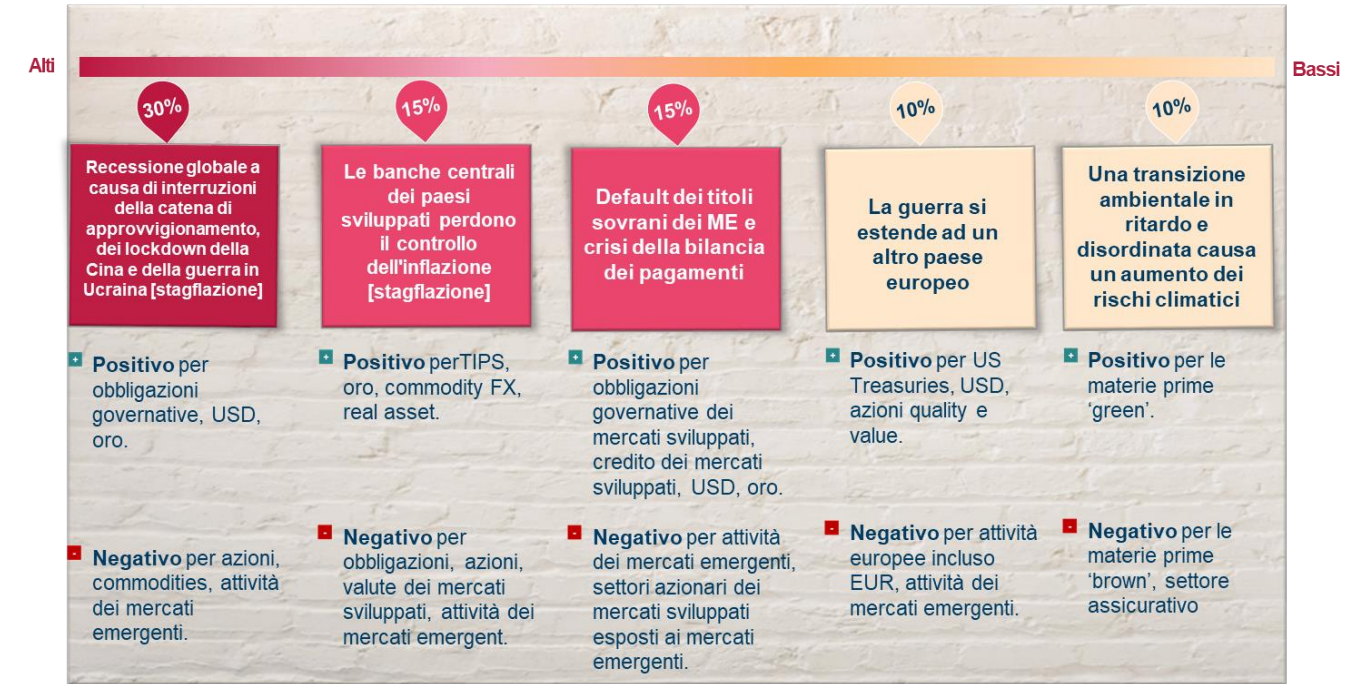 Alti
Bassi
30%
15%
15%
10%
10%
Recessione globale a
causa di interruzioni
della catena di
approvvigionamento,
dei lockdown della
Cina e della guerra in
Ucraina [stagflazione]
Le banche centrali
dei paesi
sviluppati perdono
il controllo
dell'inflazione
[stagflazione]
Default dei titoli
sovrani dei ME e
crisi della bilancia
dei pagamenti
La guerra si
estende ad un
altro paese
europeo
Una transizione
ambientale in
ritardo e
disordinata causa
un aumento dei
rischi climatici
+ Positivo per
obbligazioni
governative, USD,
oro.
+ Positivo perTIPS,
oro, commodity FX,
real asset.
+ Positivo per
obbligazioni
governative dei
mercati sviluppati,
credito dei mercati
sviluppati, USD, oro.
+ Positivo per US
Treasuries, USD,
azioni quality e
value.
+ Positivo per le
materie prime
‘green’.
- Negativo per azioni,
commodities, attività
dei mercati
emergenti.
- Negativo per
obbligazioni, azioni,
valute dei mercati
sviluppati, attività dei
mercati emergent.
- Negativo per attività
dei mercati emergenti,
settori azionari dei
mercati sviluppati
esposti ai mercati
emergenti.
- Negativo per attività
europee incluso
EUR, attività dei
mercati emergenti.
- Negativo per le
materie prime
‘brown’, settore
assicurativo